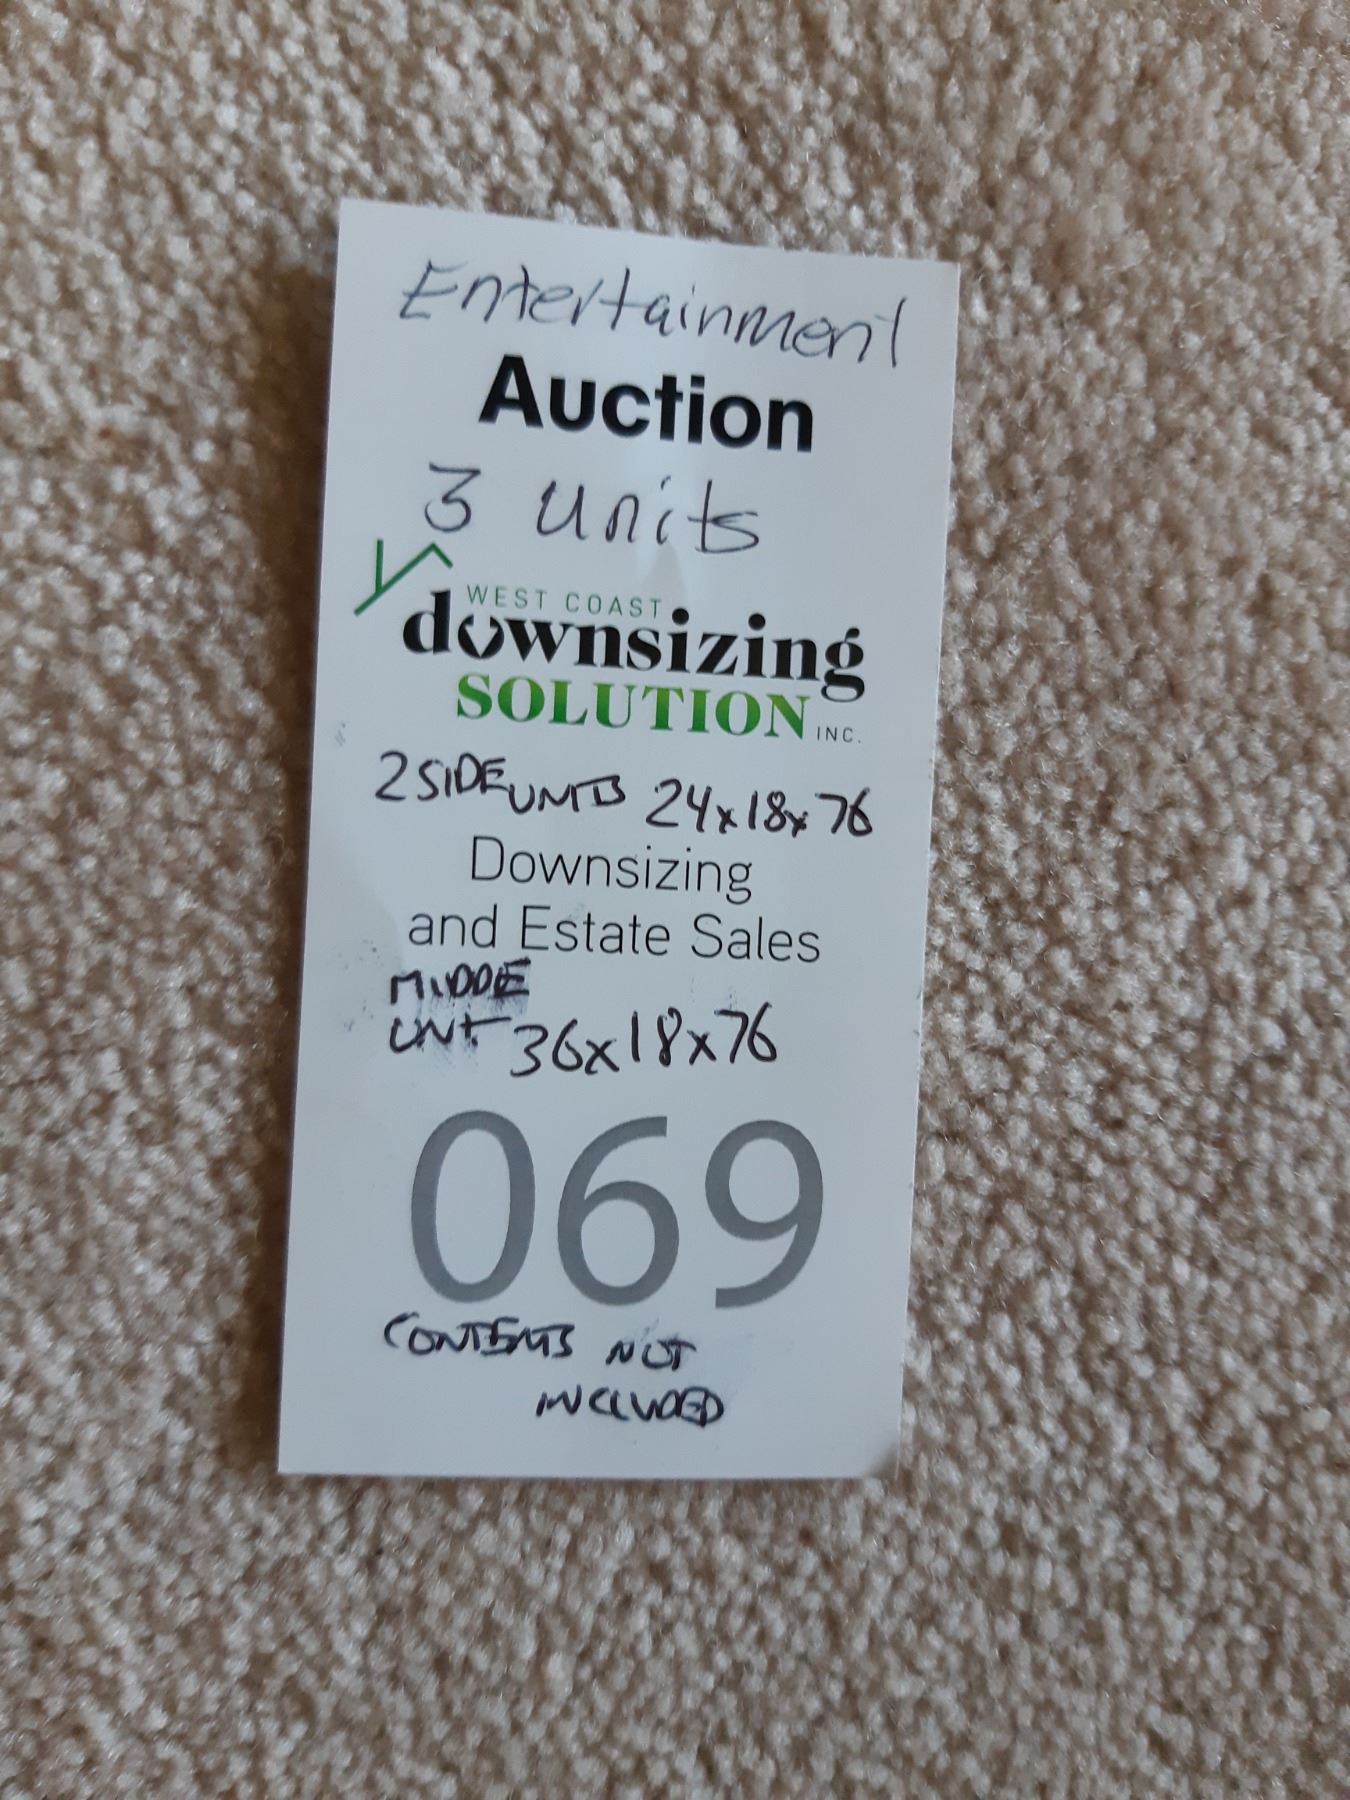 Entertainment
Auction
3 units
WEST COAST
downsizing
SOLUTION INC.
2 SIDE UNITS 24x18x76
Downsizing
and Estate Sales
MIDDLE
UNIT 36x18x76
069
CONTENTS NOT
INCLUDED